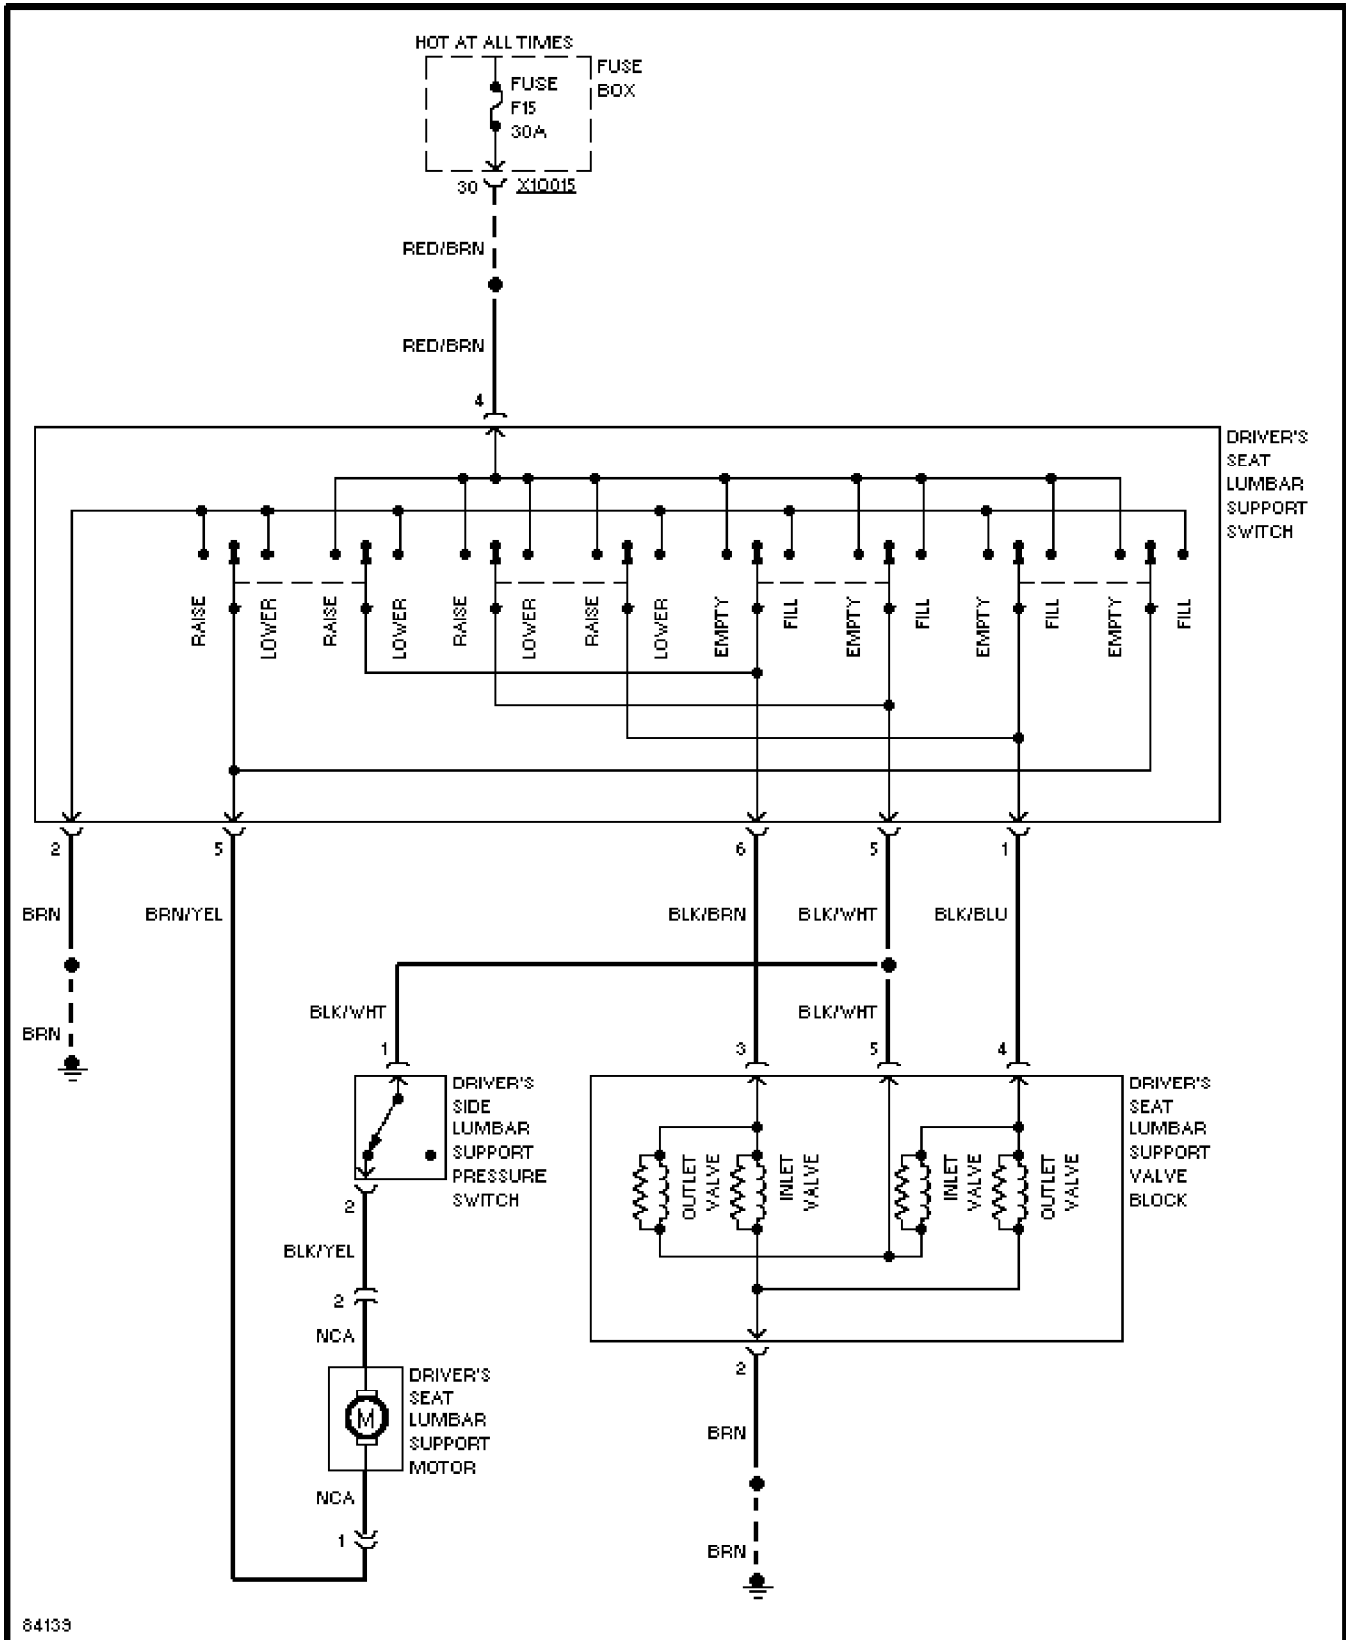 HOT AT ALL TIMES
FUSE
BOX
FUSE
F15
30A
30
X10015
RED/BRN
RED/BRN
4
DRIVER'S
SEAT
LUMBAR
SUPPORT
SWITCH
RAISE
LOWER
RAISE
LOWER
RAISE
LOWER
RAISE
LOWER
EMPTY
FILL
EMPTY
FILL
EMPTY
FILL
EMPTY
FILL
2
5
6
5
1
BRN
BRN/YEL
BLK/BRN
BLK/WHT
BLK/BLU
BRN
BLK/WHT
BLK/WHT
1
3
5
4
DRIVER'S
SIDE
LUMBAR
SUPPORT
PRESSURE
SWITCH
OUTLET
VALVE
INLET
VALVE
INLET
VALVE
OUTLET
VALVE
DRIVER'S
SEAT
LUMBAR
SUPPORT
VALVE
BLOCK
2
BLK/YEL
2
NCA
DRIVER'S
SEAT
LUMBAR
SUPPORT
MOTOR
M
NCA
1
2
BRN
BRN
84139